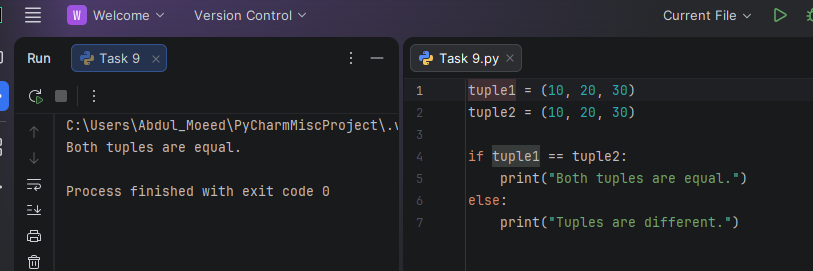 W Welcome Version Control Current File
Run Task 9
Task 9.py
C:\Users\Abdul_Moeed\PyCharmMiscProject\.v
Both tuples are equal.
Process finished with exit code 0
1 tuple1 = (10, 20, 30)
2 tuple2 = (10, 20, 30)
3
4 if tuple1 == tuple2:
5 print("Both tuples are equal.")
6 else:
7 print("Tuples are different.")